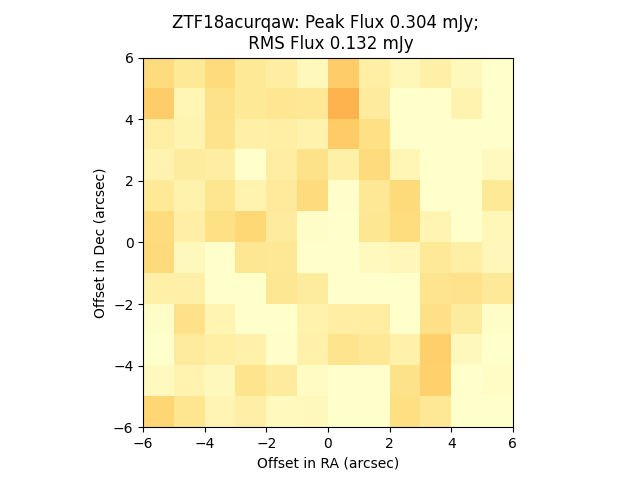 ZTF18acurqaw: Peak Flux 0.304 mJy;
RMS Flux 0.132 mJy
6
4
2
0
−2
−4
−6
Offset in Dec (arcsec)
−6 −4 −2 0 2 4 6
Offset in RA (arcsec)